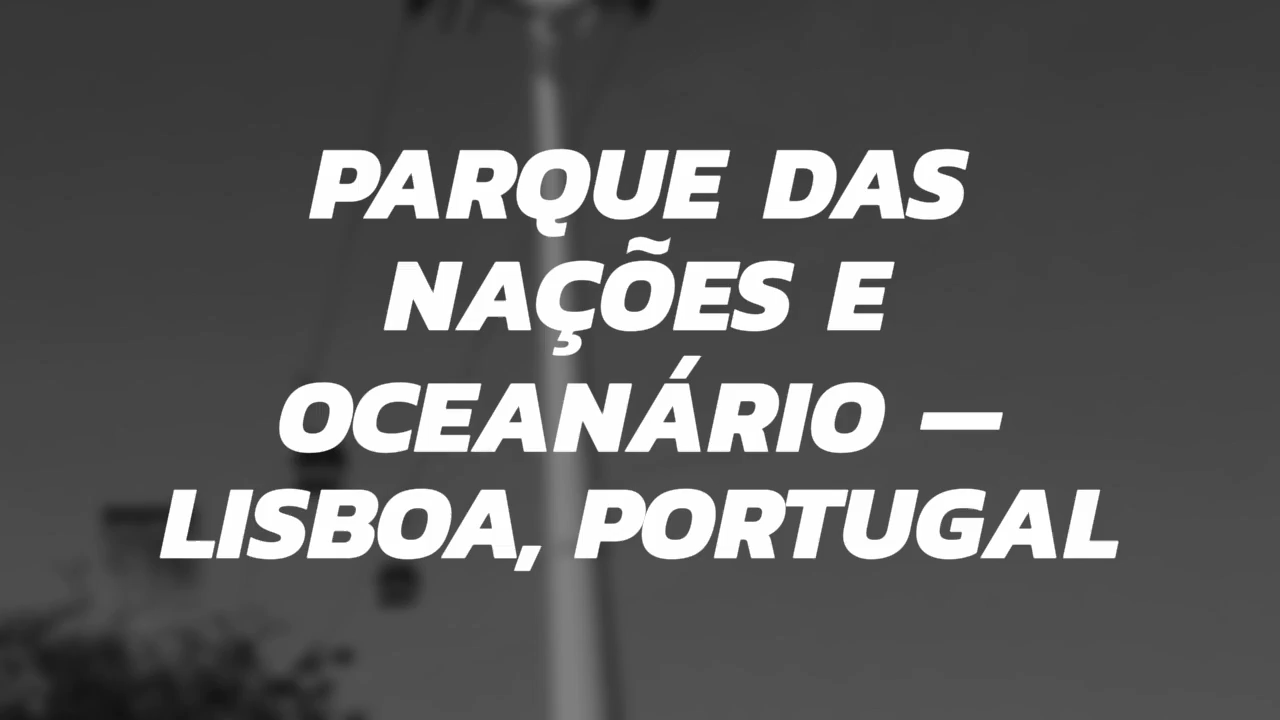 PARQUE DAS
NAÇÕES E
OCEANÁRIO —
LISBOA, PORTUGAL